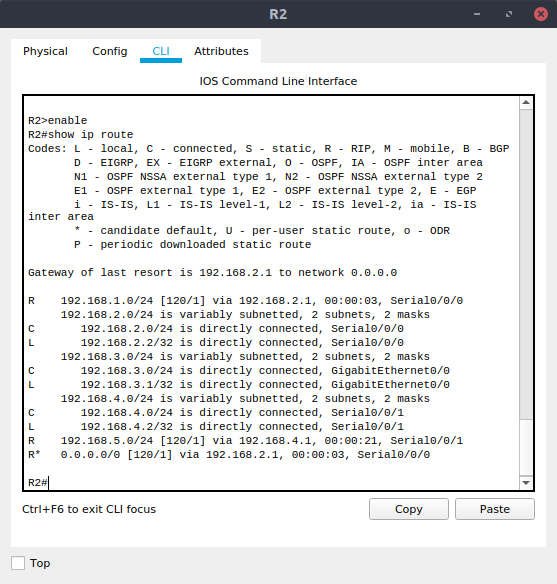 R2
Physical Config CLI Attributes
IOS Command Line Interface
R2>enable
R2#show ip route
Codes: L - local, C - connected, S - static, R - RIP, M - mobile, B - BGP
D - EIGRP, EX - EIGRP external, O - OSPF, IA - OSPF inter area
N1 - OSPF NSSA external type 1, N2 - OSPF NSSA external type 2
E1 - OSPF external type 1, E2 - OSPF external type 2, E - EGP
i - IS-IS, L1 - IS-IS level-1, L2 - IS-IS level-2, ia - IS-IS
inter area
* - candidate default, U - per-user static route, o - ODR
P - periodic downloaded static route
Gateway of last resort is 192.168.2.1 to network 0.0.0.0
R 192.168.1.0/24 [120/1] via 192.168.2.1, 00:00:03, Serial0/0/0
192.168.2.0/24 is variably subnetted, 2 subnets, 2 masks
C 192.168.2.0/24 is directly connected, Serial0/0/0
L 192.168.2.2/32 is directly connected, Serial0/0/0
192.168.3.0/24 is variably subnetted, 2 subnets, 2 masks
C 192.168.3.0/24 is directly connected, GigabitEthernet0/0
L 192.168.3.1/32 is directly connected, GigabitEthernet0/0
192.168.4.0/24 is variably subnetted, 2 subnets, 2 masks
C 192.168.4.0/24 is directly connected, Serial0/0/1
L 192.168.4.2/32 is directly connected, Serial0/0/1
R 192.168.5.0/24 [120/1] via 192.168.4.1, 00:00:21, Serial0/0/1
R* 0.0.0.0/0 [120/1] via 192.168.2.1, 00:00:03, Serial0/0/0
R2#
Ctrl+F6 to exit CLI focus Copy Paste
Top